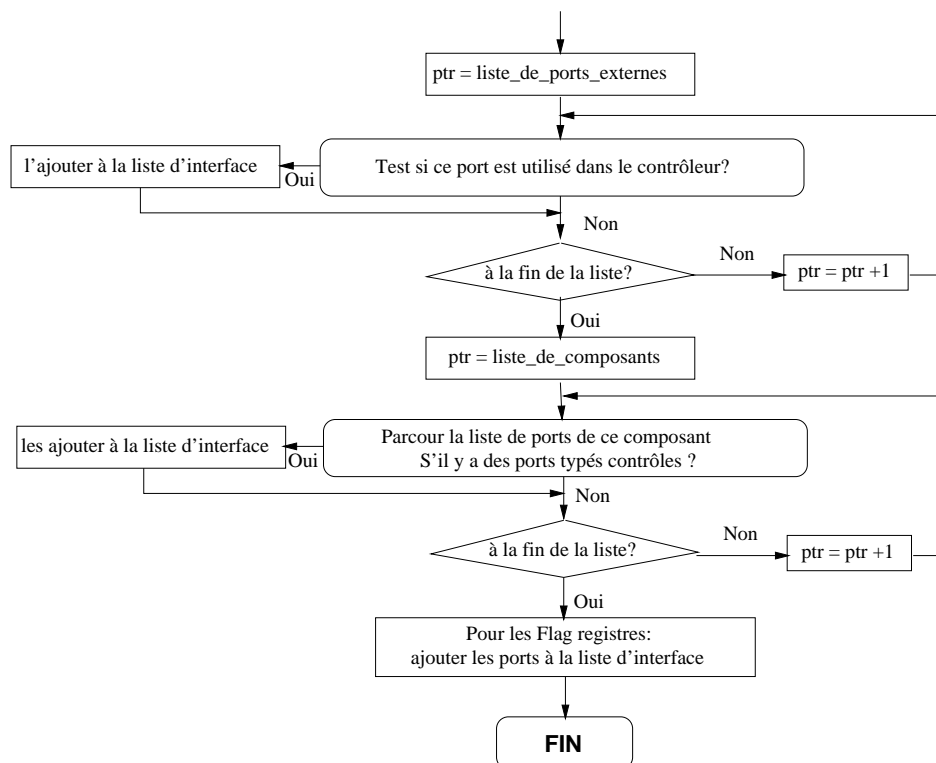 ptr = liste_de_ports_externes
l'ajouter à la liste d'interface
Oui
Test si ce port est utilisé dans le contrôleur?
Non
à la fin de la liste?
Non
ptr = ptr +1
Oui
ptr = liste_de_composants
les ajouter à la liste d'interface
Oui
Parcour la liste de ports de ce composant
S'il y a des ports typés contrôles ?
Non
à la fin de la liste?
Non
ptr = ptr +1
Oui
Pour les Flag registres:
ajouter les ports à la liste d'interface
FIN